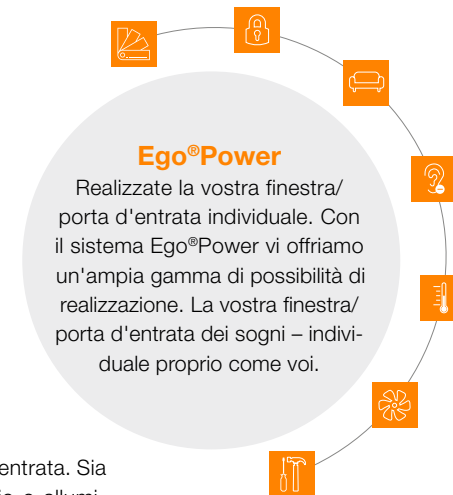 Ego®Power
Realizzate la vostra finestra/
porta d'entrata individuale. Con
il sistema Ego®Power vi offriamo
un'ampia gamma di possibilità di
realizzazione. La vostra finestra/
porta d'entrata dei sogni – indivi-
duale proprio come voi.
entrata. Sia